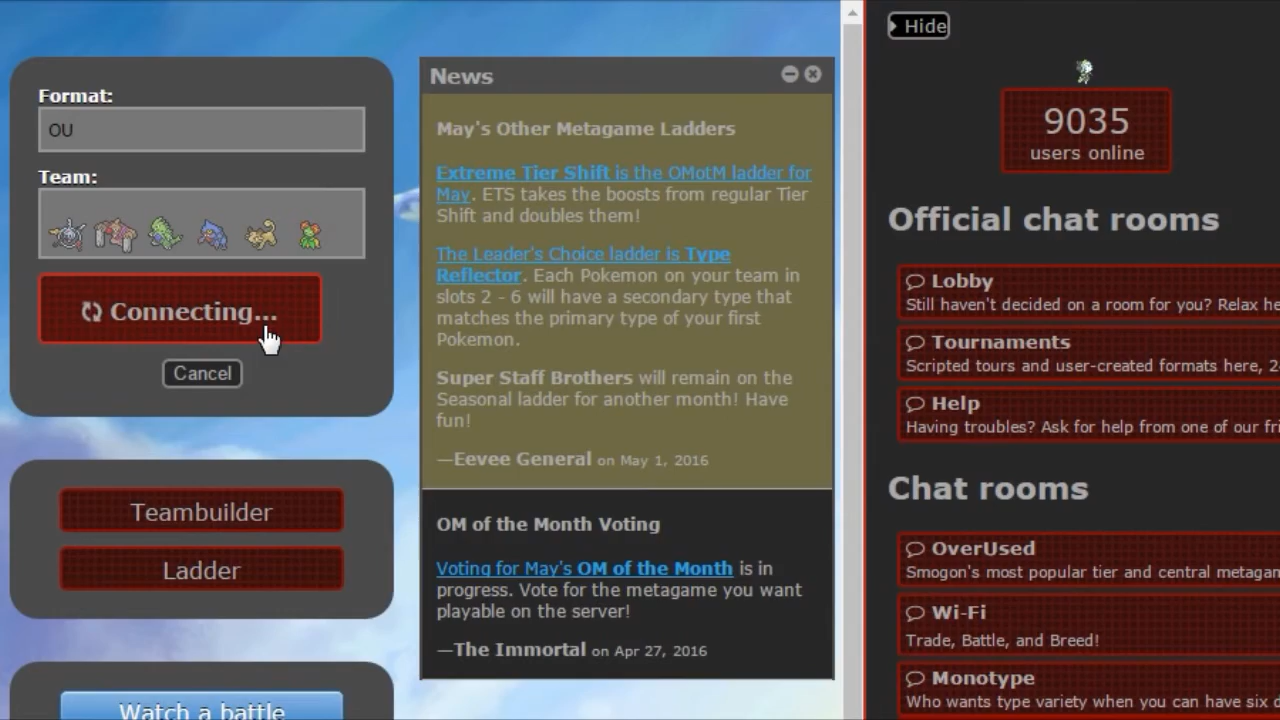 Format:
OU
Team:
Connecting...
Cancel
Teambuilder
Ladder
Watch a battle
News
May's Other Metagame Ladders
Extreme Tier Shift is the OMotM ladder for
May. ETS takes the boosts from regular Tier
Shift and doubles them!
The Leader's Choice ladder is Type
Reflector. Each Pokemon on your team in
slots 2 - 6 will have a secondary type that
matches the primary type of your first
Pokemon.
Super Staff Brothers will remain on the
Seasonal ladder for another month! Have
fun!
—Eevee General on May 1, 2016
OM of the Month Voting
Voting for May's OM of the Month is in
progress. Vote for the metagame you want
playable on the server!
—The Immortal on Apr 27, 2016
Hide
9035
users online
Official chat rooms
Lobby
Still haven't decided on a room for you? Relax he
Tournaments
Scripted tours and user-created formats here, 2
Help
Having troubles? Ask for help from one of our fri
Chat rooms
OverUsed
Smogon's most popular tier and central metagam
Wi-Fi
Trade, Battle, and Breed!
Monotype
Who wants type variety when you can have six d